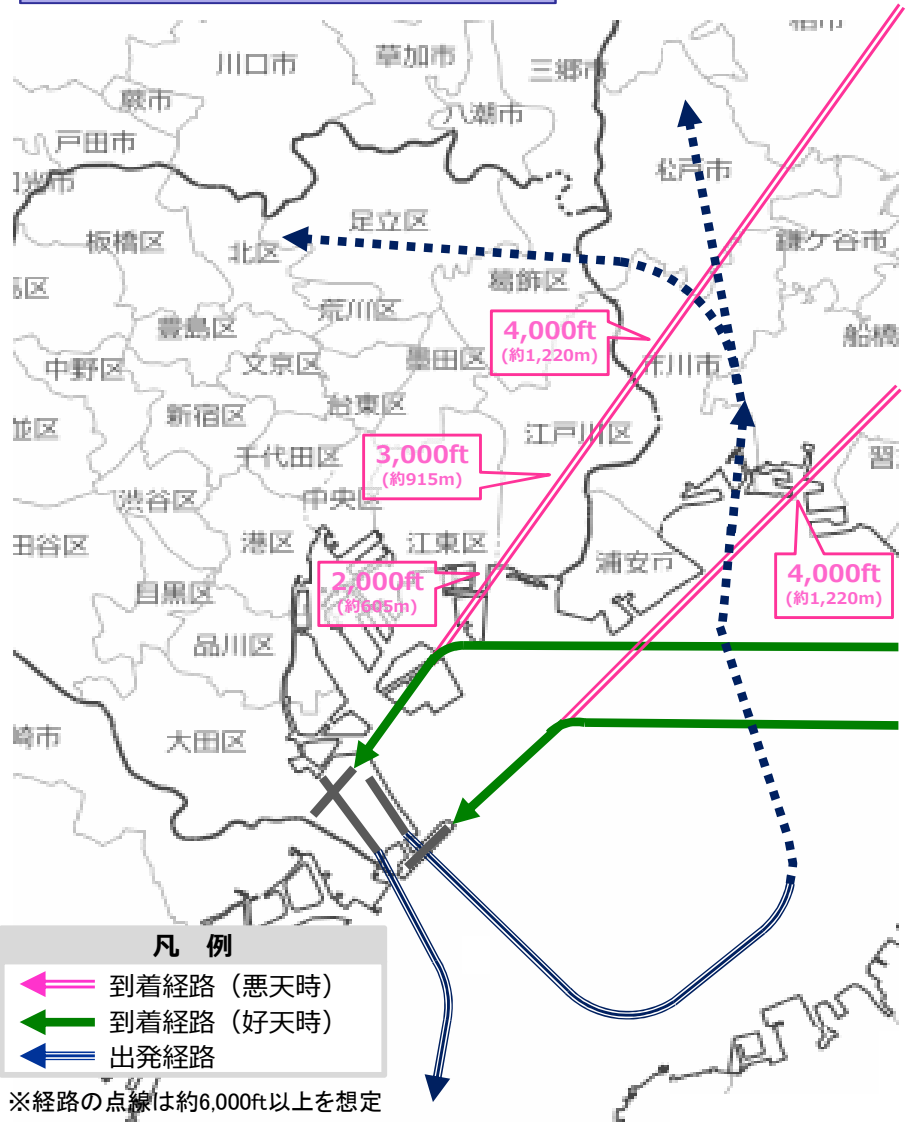 川口市
草加市
三郷市
蕨市
八潮市
戸田市
松戸市
足立区
板橋区
北区
鎌ケ谷市
葛飾区
荒川区
豊島区
4,000ft
(約1,220m)
船橋
中野区
文京区
墨田区
市川市
台東区
新宿区
江戸川区
3,000ft
(約915m)
千代田区
渋谷区
中央区
港区
江東区
田谷区
浦安市
2,000ft
(約605m)
4,000ft
(約1,220m)
目黒区
品川区
崎市
大田区
凡 例
到着経路（悪天時）
到着経路（好天時）
出発経路
※経路の点線は約6,000ft以上を想定